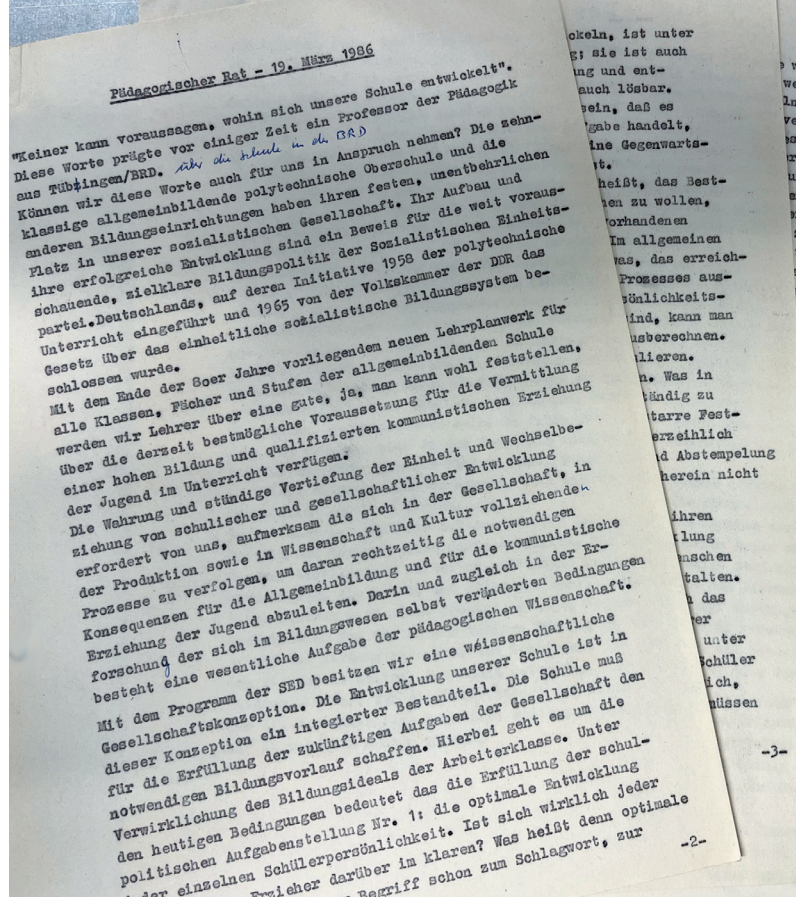 Pädagogischer Rat - 19. März 1986
"Keiner kann voraussagen, wohin sich unsere Schule entwickelt".
Diese Worte prägte vor einiger Zeit ein Professor der Pädagogik
aus Tübingen/BRD. über die Schule in der BRD
Können wir diese Worte auch für uns in Anspruch nehmen? Die zehn-
klassige allgemeinbildende polytechnische Oberschule und die
anderen Bildungseinrichtungen haben ihren festen, unentbehrlichen
Platz in unserer sozialistischen Gesellschaft. Ihr Aufbau und
ihre erfolgreiche Entwicklung sind ein Beweis für die weit voraus-
schauende, zielklare Bildungspolitik der Sozialistischen Einheits-
partei.Deutschlands, auf deren Initiative 1958 der polytechnische
Unterricht eingeführt und 1965 von der Volkskammer der DDR das
Gesetz über das einheitliche sozialistische Bildungssystem be-
schlossen wurde.
Mit dem Ende der 80er Jahre vorliegendem neuen Lehrplanwerk für
alle Klassen, Fächer und Stufen der allgemeinbildenden Schule
werden wir Lehrer über eine gute, ja, man kann wohl feststellen,
über die derzeit bestmögliche Voraussetzung für die Vermittlung
einer hohen Bildung und qualifizierten kommunistischen Erziehung
der Jugend im Unterricht verfügen.
Die Wahrung und ständige Vertiefung der Einheit und Wechselbe-
ziehung von schulischer und gesellschaftlicher Entwicklung
erfordert von uns, aufmerksam die sich in der Gesellschaft, in
der Produktion sowie in Wissenschaft und Kultur vollziehenden
Prozesse zu verfolgen, um daran rechtzeitig die notwendigen
Konsequenzen für die Allgemeinbildung und für die kommunistische
Erziehung der Jugend abzuleiten. Darin und zugleich in der Er-
forschung der sich im Bildungswesen selbst veränderten Bedingungen
besteht eine wesentliche Aufgabe der pädagogischen Wissenschaft.
Mit dem Programm der SED besitzen wir eine wissenschaftliche
Gesellschaftskonzeption. Die Entwicklung unserer Schule ist in
dieser Konzeption ein integrierter Bestandteil. Die Schule muß
für die Erfüllung der zukünftigen Aufgaben der Gesellschaft den
notwendigen Bildungsvorlauf schaffen. Hierbei geht es um die
Verwirklichung des Bildungsideals der Arbeiterklasse. Unter
den heutigen Bedingungen bedeutet das die Erfüllung der schul-
politischen Aufgabenstellung Nr. 1: die optimale Entwicklung
der einzelnen Schülerpersönlichkeit. Ist sich wirklich jeder
Erzieher darüber im klaren? Was heißt denn optimale
Begriff schon zum Schlagwort, zur
-2-
ckeln, ist unter
g; sie ist auch
ng und ent-
auch lösbar.
sein, daß es
gabe handelt,
ine Gegenwarts-
t.
heißt, das Best-
en zu wollen,
vorhandenen
Im allgemeinen
was, das erreich-
Prozesses aus-
sönlichkeits-
ind, kann man
usberechnen.
lieren.
n. Was in
tändig zu
tarre Fest-
erzeihlich
d Abstempelung
herein nicht
ihren
klung
nschen
talten.
das
er
unter
Schüler
ich,
müssen
-3-